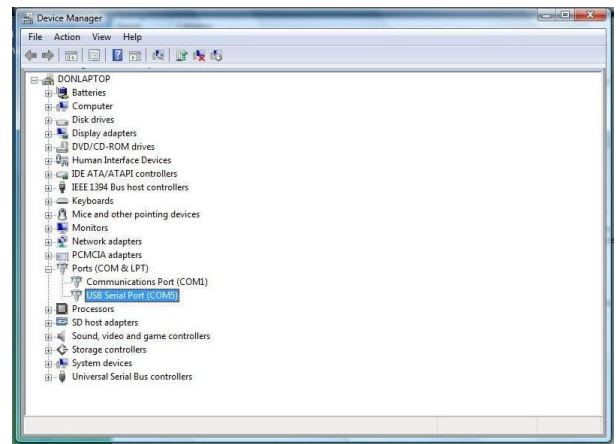 Device Manager
File Action View Help
DONLAPTOP
Batteries
Computer
Disk drives
Display adapters
DVD/CD-ROM drives
Human Interface Devices
IDE ATA/ATAPI controllers
IEEE 1394 Bus host controllers
Keyboards
Mice and other pointing devices
Monitors
Network adapters
PCMCIA adapters
Ports (COM & LPT)
Communications Port (COM1)
USB Serial Port (COM5)
Processors
SD host adapters
Sound, video and game controllers
Storage controllers
System devices
Universal Serial Bus controllers